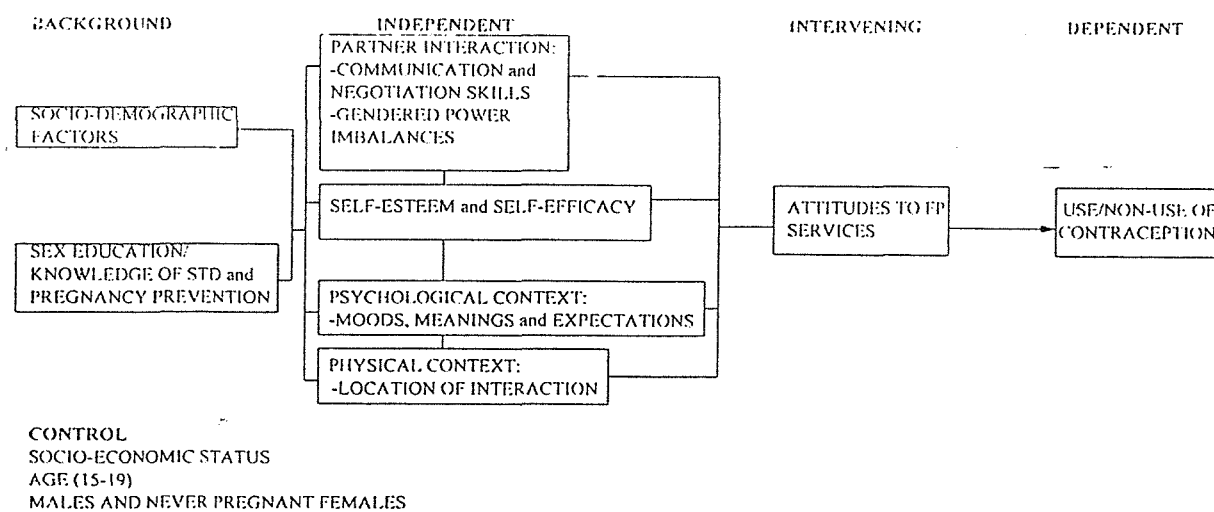 BACKGROUND
INDEPENDENT
INTERVENING
DEPENDENT
SOCIO-DEMOGRAPHIC
FACTORS
SEX EDUCATION/
KNOWLEDGE OF STD and
PREGNANCY PREVENTION
PARTNER INTERACTION:
-COMMUNICATION and
NEGOTIATION SKILLS
-GENDERED POWER
IMBALANCES
SELF-ESTEEM and SELF-EFFICACY
PSYCHOLOGICAL CONTEXT:
-MOODS, MEANINGS and EXPECTATIONS
PHYSICAL CONTEXT:
-LOCATION OF INTERACTION
ATTITUDES TO FP
SERVICES
USE/NON-USE OF
CONTRACEPTION
CONTROL
SOCIO-ECONOMIC STATUS
AGE (15-19)
MALES AND NEVER PREGNANT FEMALES